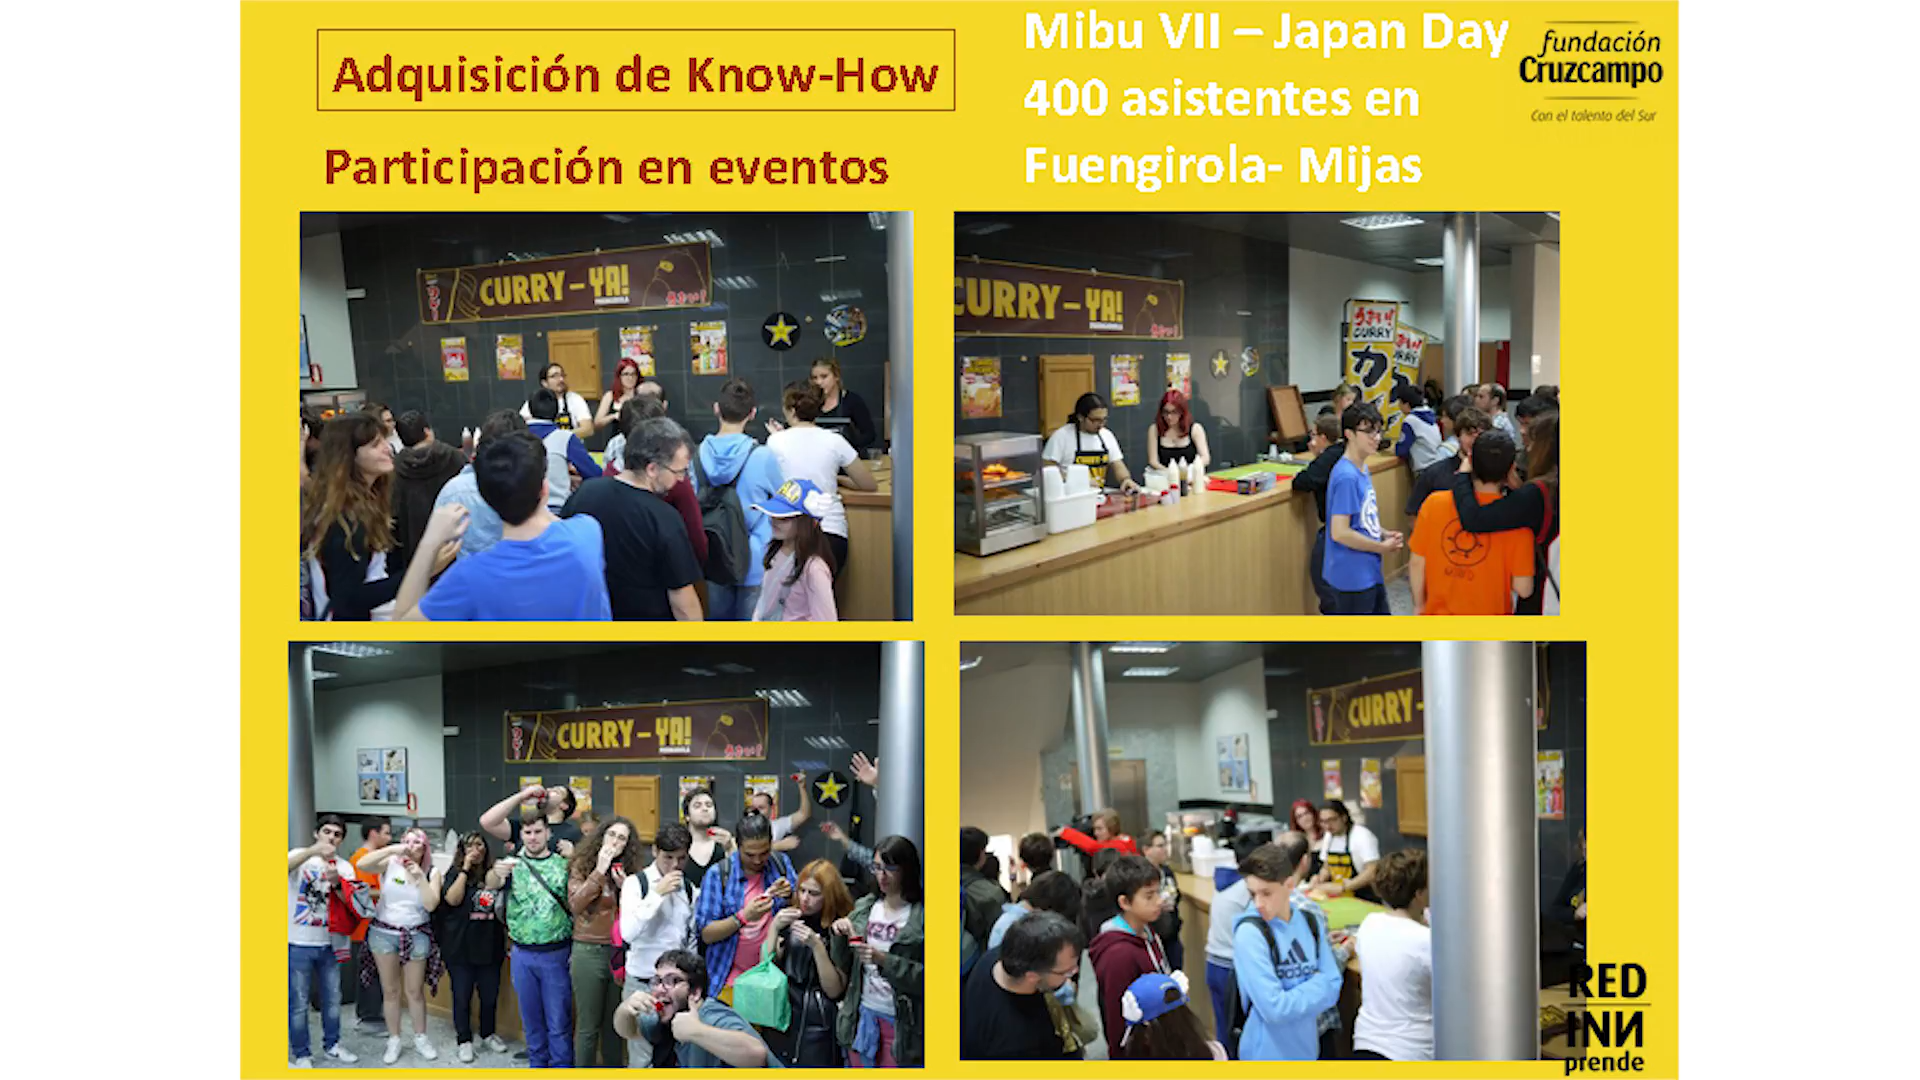 Adquisición de Know-How
Participación en eventos
Mibu VII – Japan Day
400 asistentes en
Fuengirola- Mijas
fundación
Cruzcampo
Con el talento del Sur
CURRY-YA!
CURRY-YA!
CURRY
CURRY-YA!
CURRY-
adidas
RED
INN
prende